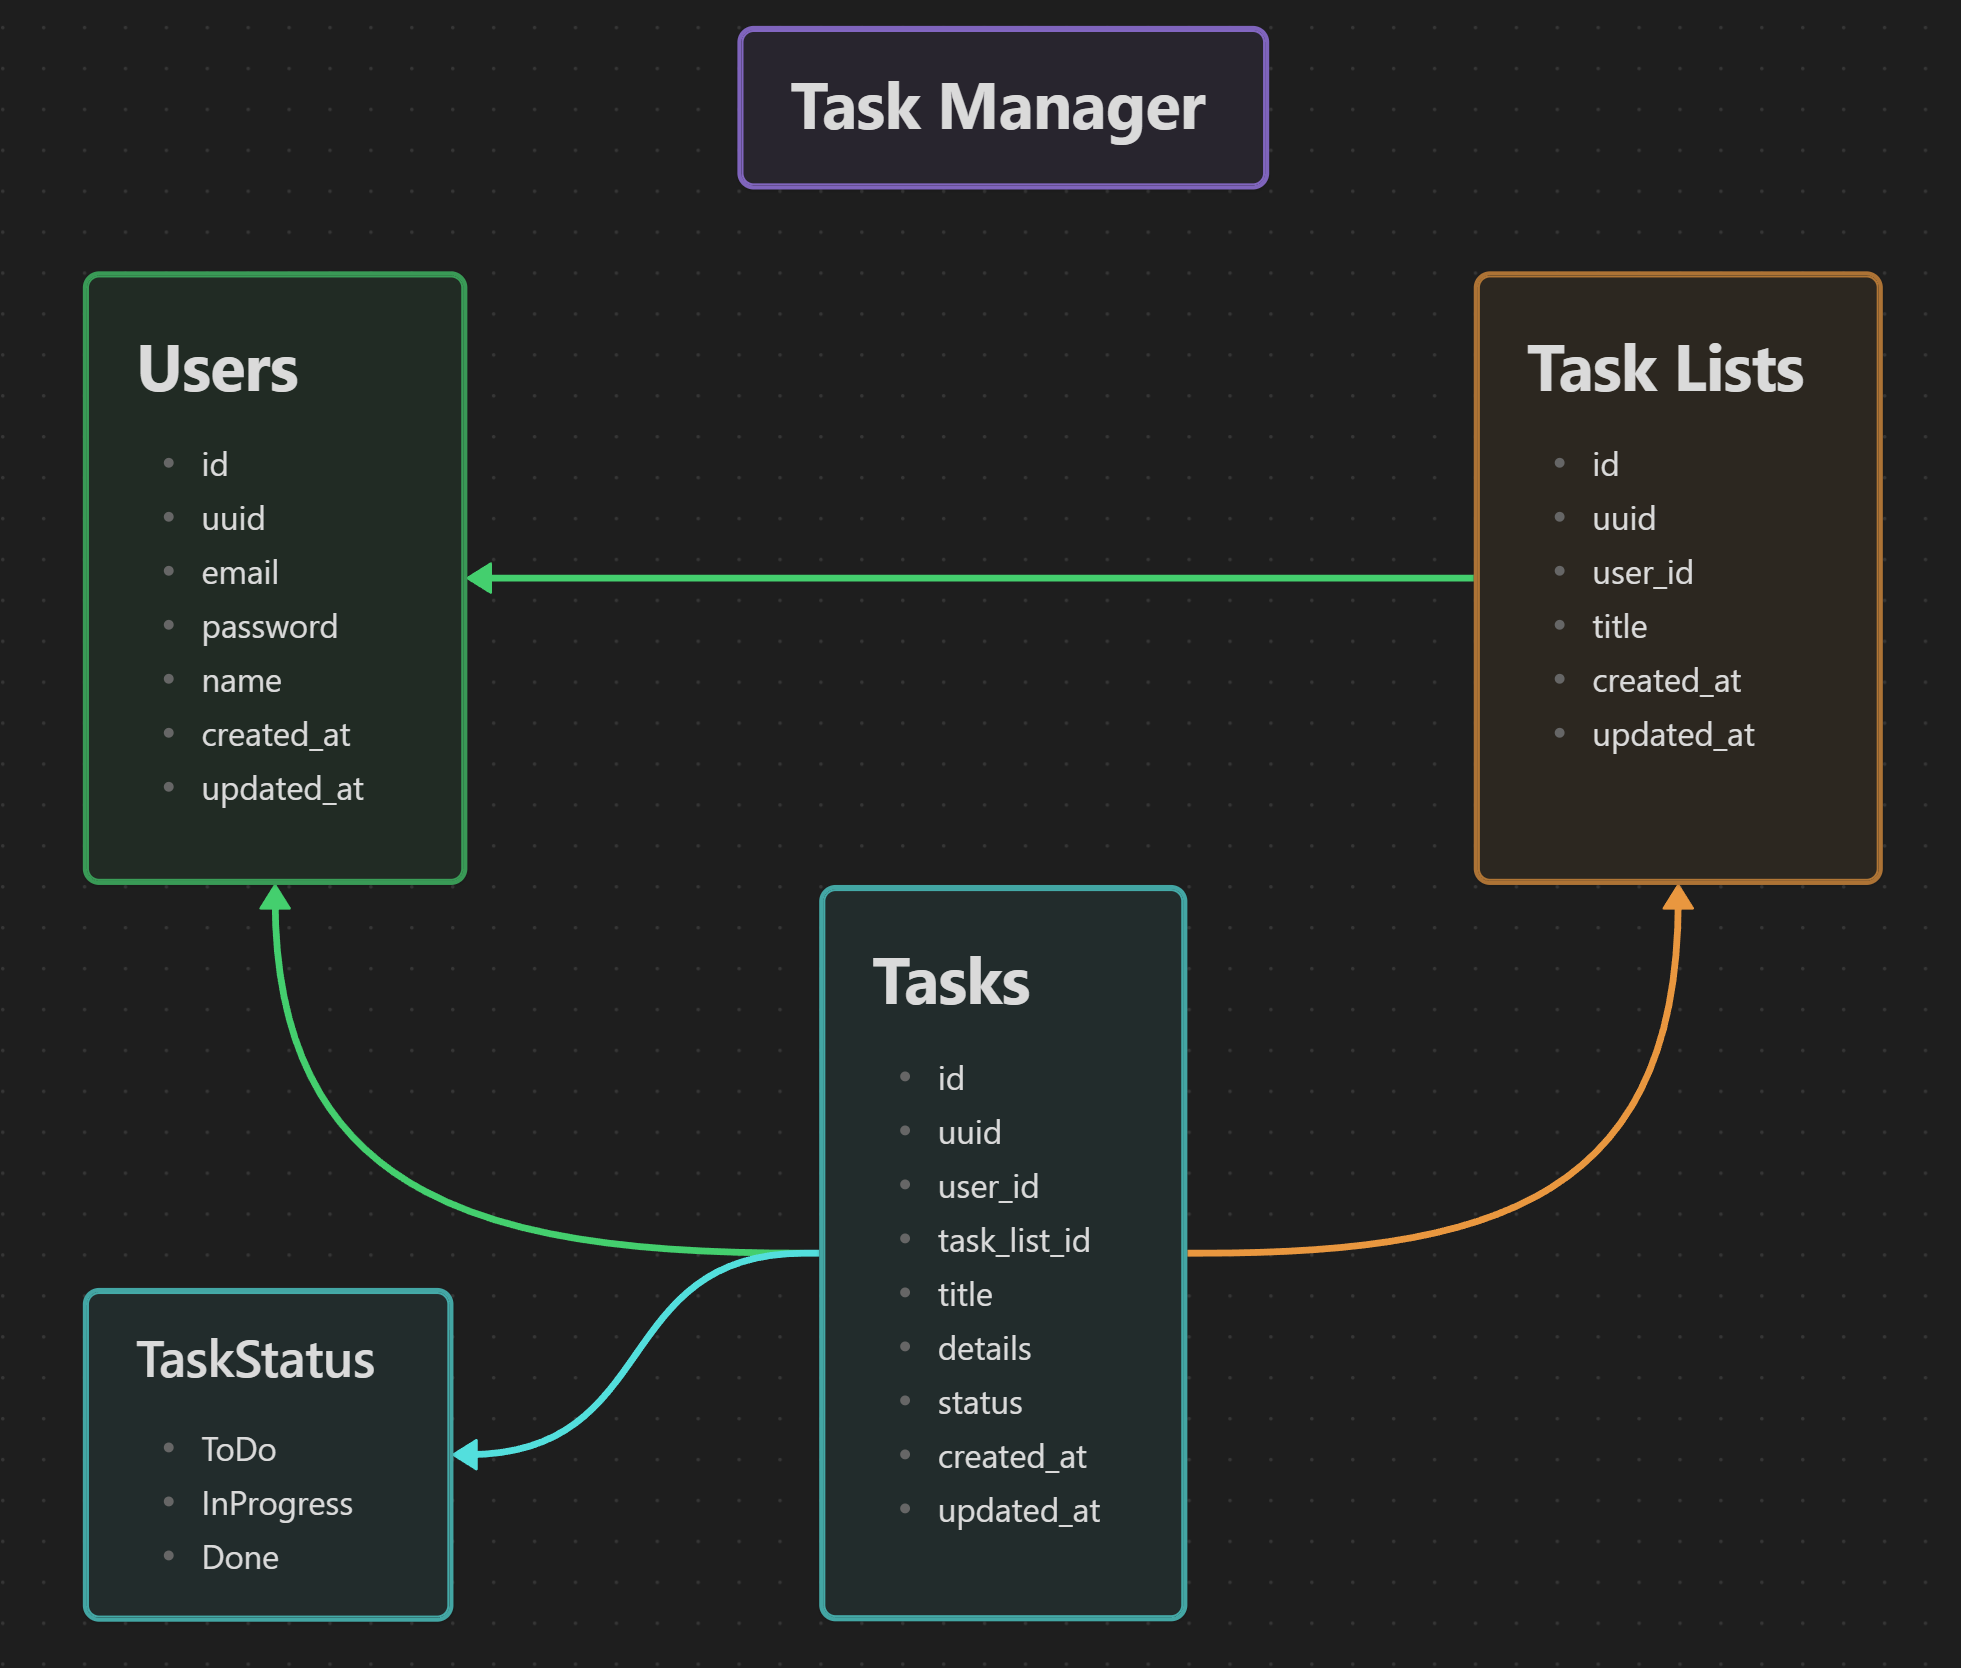 Task Manager
Users
id
uuid
email
password
name
created_at
updated_at
Task Lists
id
uuid
user_id
title
created_at
updated_at
Tasks
id
uuid
user_id
task_list_id
title
details
status
created_at
updated_at
TaskStatus
ToDo
InProgress
Done